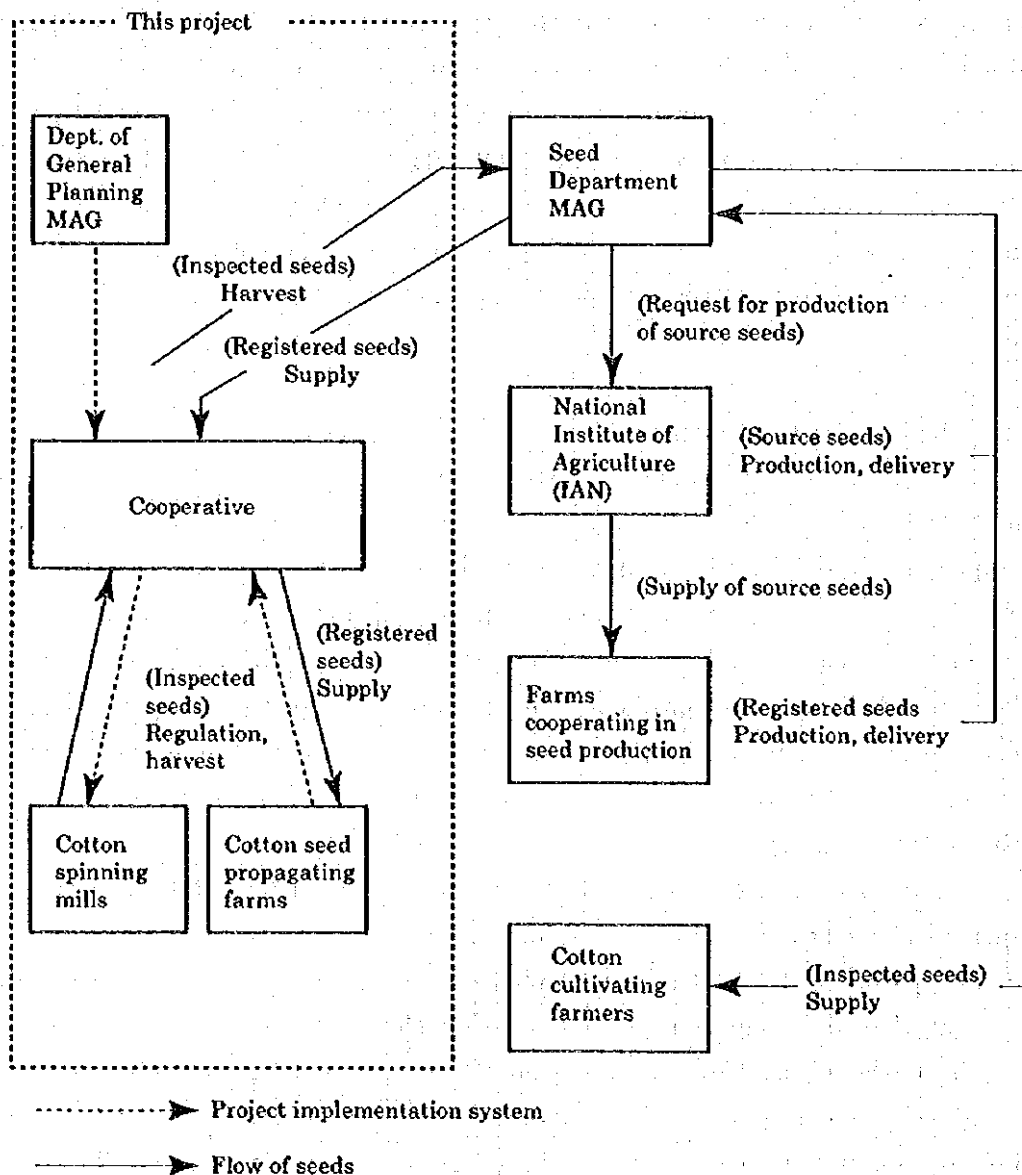 This project
Dept. of
General
Planning
MAG
Seed
Department
MAG
(Inspected seeds)
Harvest
(Registered seeds)
Supply
(Request for production
of source seeds)
National
Institute of
Agriculture
(IAN)
(Source seeds)
Production, delivery
Cooperative
(Supply of source seeds)
(Registered
seeds)
Supply
(Inspected
seeds)
Regulation,
harvest
Farms
cooperating in
seed production
(Registered seeds
Production, delivery
Cotton
spinning
mills
Cotton seed
propagating
farms
Cotton
cultivating
farmers
(Inspected seeds)
Supply
Project implementation system
Flow of seeds